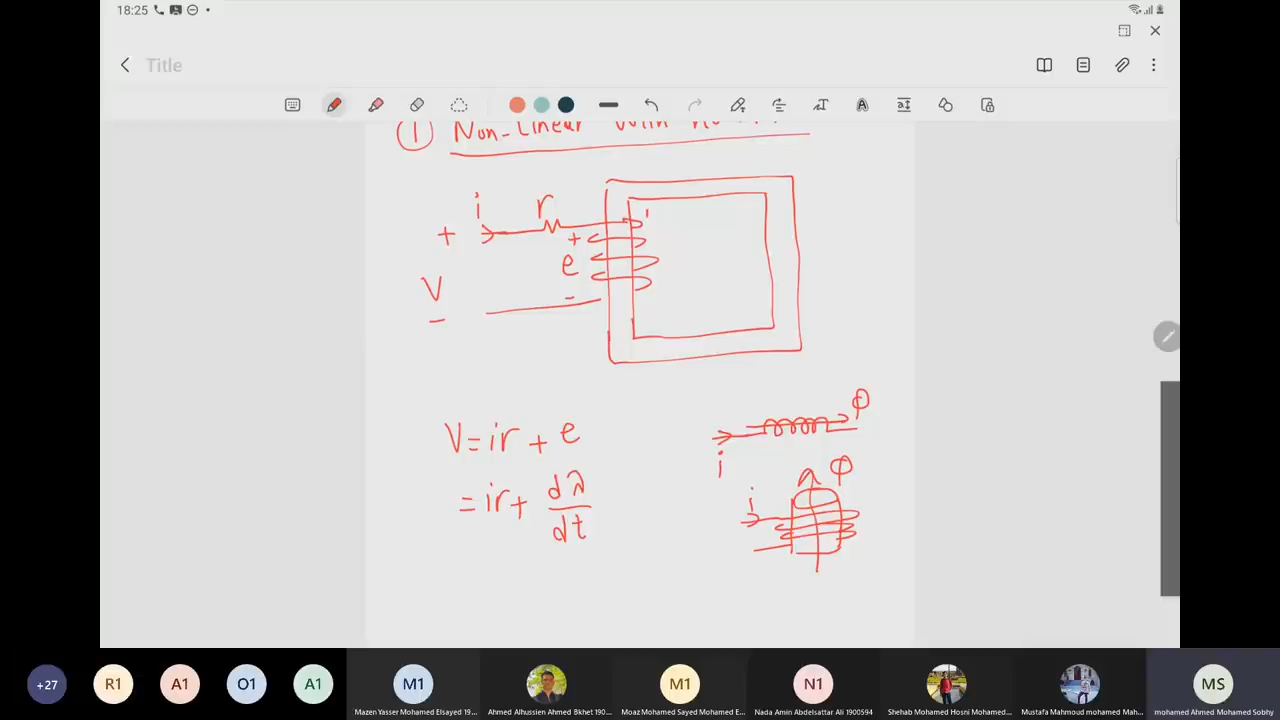 18:25
Title
① Non-Linear With
i
r
+
+
e
V
-
-
φ
V = ir + e
i
φ
= ir + dλ/dt
i
+27
R1
A1
O1
A1
M1
M1
N1
MS
Mazen Yasser Mohamed Elsayed 19...
Ahmed Alhussien Ahmed Bkhet 190...
Moaz Mohamed Sayed Mohamed E...
Nada Amin Abdelsattar Ali 1900594
Shehab Mohamed Hosni Mohamed...
Mustafa Mahmoud mohamed Mah...
mohamed Ahmed Mohamed Sobhy